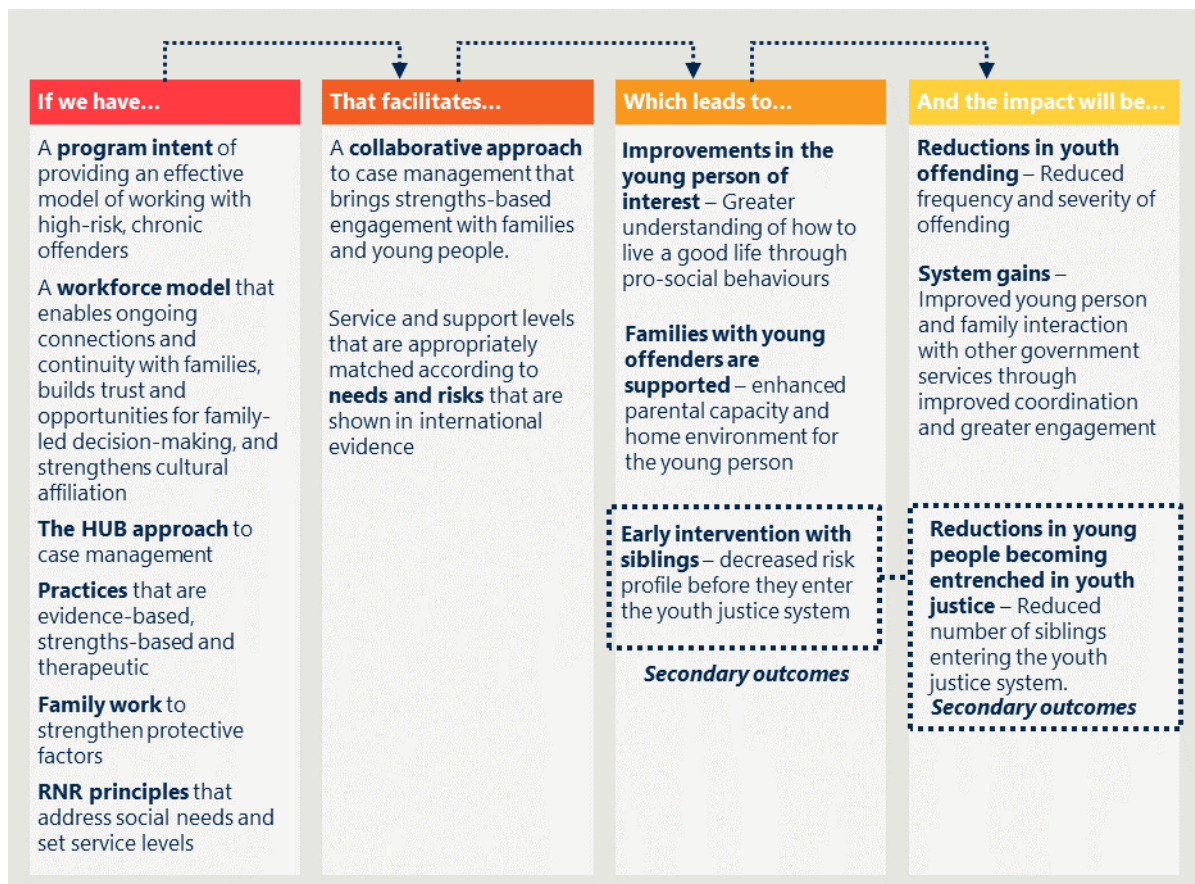 If we have...
A program intent of
providing an effective
model of working with
high-risk, chronic
offenders
A workforce model that
enables ongoing
connections and
continuity with families,
builds trust and
opportunities for family-
led decision-making, and
strengthens cultural
affiliation
The HUB approach to
case management
Practices that are
evidence-based,
strengths-based and
therapeutic
Family work to
strengthen protective
factors
RNR principles that
address social needs and
set service levels
That facilitates...
A collaborative approach
to case management that
brings strengths-based
engagement with families
and young people.
Service and support levels
that are appropriately
matched according to
needs and risks that are
shown in international
evidence
Which leads to...
Improvements in the
young person of
interest – Greater
understanding of how to
live a good life through
pro-social behaviours
Families with young
offenders are
supported – enhanced
parental capacity and
home environment for
the young person
Early intervention with
siblings – decreased risk
profile before they enter
the youth justice system
Secondary outcomes
And the impact will be...
Reductions in youth
offending – Reduced
frequency and severity of
offending
System gains –
Improved young person
and family interaction
with other government
services through
improved coordination
and greater engagement
Reductions in young
people becoming
entrenched in youth
justice – Reduced
number of siblings
entering the youth
justice system.
Secondary outcomes